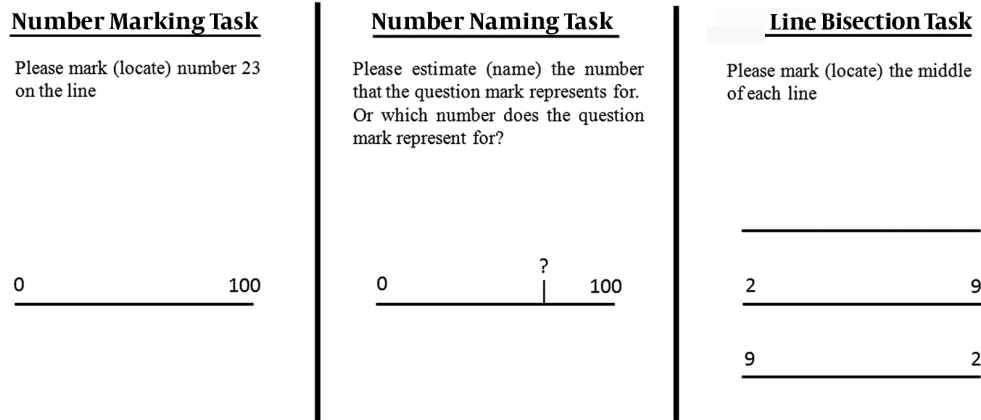 Number Marking Task
Please mark (locate) number 23
on the line
0 100
Number Naming Task
Please estimate (name) the number
that the question mark represents for.
Or which number does the question
mark represent for?
?
0 100
Line Bisection Task
Please mark (locate) the middle
of each line
2 9
9 2